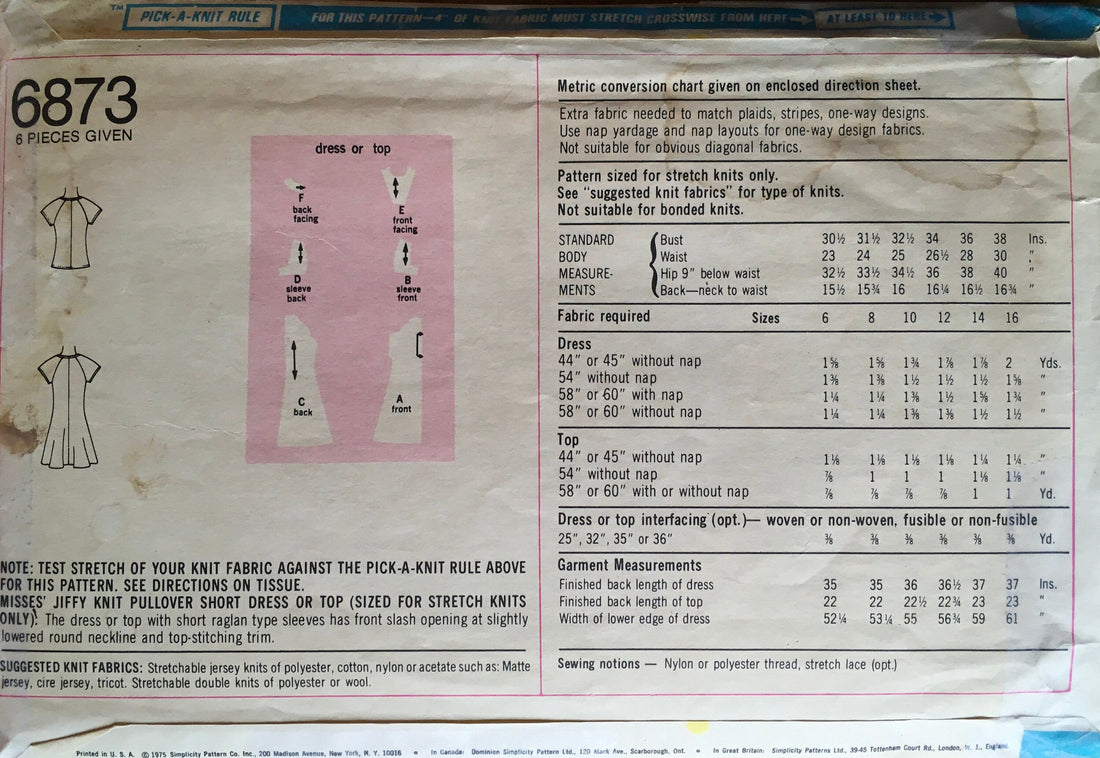 ™ PICK-A-KNIT RULE FOR THIS PATTERN—4" OF KNIT FABRIC MUST STRETCH CROSSWISE FROM HERE AT LEAST TO HERE
6873
6 PIECES GIVEN
dress or top
F
back
facing
E
front
facing
D
sleeve
back
B
sleeve
front
C
back
A
front
NOTE: TEST STRETCH OF YOUR KNIT FABRIC AGAINST THE PICK-A-KNIT RULE ABOVE
FOR THIS PATTERN. SEE DIRECTIONS ON TISSUE.
MISSES' JIFFY KNIT PULLOVER SHORT DRESS OR TOP (SIZED FOR STRETCH KNITS
ONLY): The dress or top with short raglan type sleeves has front slash opening at slightly
lowered round neckline and top-stitching trim.
SUGGESTED KNIT FABRICS: Stretchable jersey knits of polyester, cotton, nylon or acetate such as: Matte
jersey, cire jersey, tricot. Stretchable double knits of polyester or wool.
Metric conversion chart given on enclosed direction sheet.
Extra fabric needed to match plaids, stripes, one-way designs.
Use nap yardage and nap layouts for one-way design fabrics.
Not suitable for obvious diagonal fabrics.
Pattern sized for stretch knits only.
See "suggested knit fabrics" for type of knits.
Not suitable for bonded knits.
STANDARD Bust 30½ 31½ 32½ 34 36 38 Ins.
BODY Waist 23 24 25 26½ 28 30 "
MEASURE- Hip 9" below waist 32½ 33½ 34½ 36 38 40 "
MENTS Back—neck to waist 15½ 15¾ 16 16¼ 16½ 16¾ "
Fabric required Sizes 6 8 10 12 14 16
Dress
44" or 45" without nap 1⅝ 1⅝ 1¾ 1⅞ 1⅞ 2 Yds.
54" without nap 1⅜ 1⅜ 1½ 1½ 1½ 1⅝ "
58" or 60" with nap 1¼ 1¼ 1⅜ 1½ 1⅝ 1¾ "
58" or 60" without nap 1¼ 1¼ 1⅜ 1⅜ 1½ 1½ "
Top
44" or 45" without nap 1⅛ 1⅛ 1⅛ 1⅛ 1¼ 1¼ "
54" without nap ⅞ 1 1 1 1⅛ 1⅛ "
58" or 60" with or without nap ⅞ ⅞ ⅞ ⅞ 1 1 Yd.
Dress or top interfacing (opt.)— woven or non-woven, fusible or non-fusible
25", 32", 35" or 36" ⅜ ⅜ ⅜ ⅜ ⅜ ⅜ Yd.
Garment Measurements
Finished back length of dress 35 35 36 36½ 37 37 Ins.
Finished back length of top 22 22 22½ 22¾ 23 23 "
Width of lower edge of dress 52¼ 53¼ 55 56¾ 59 61 "
Sewing notions — Nylon or polyester thread, stretch lace (opt.)
Printed in U. S. A. © 1975 Simplicity Pattern Co. Inc., 200 Madison Avenue, New York, N. Y. 10016 • In Canada: Dominion Simplicity Pattern Ltd., 120 Mack Ave., Scarborough, Ont. • In Great Britain: Simplicity Patterns Ltd., 39-45 Tottenham Court Rd., London, W. 1., England